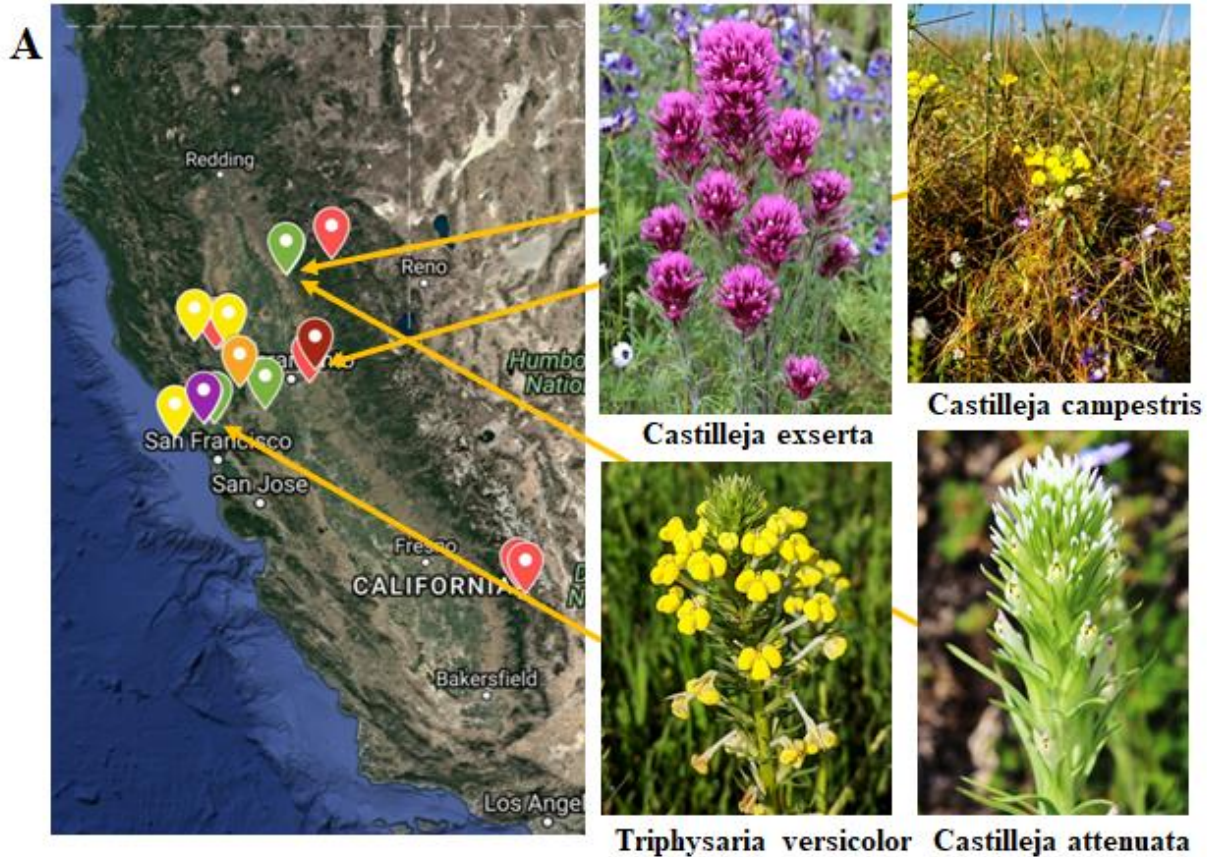 A
Redding
Reno
Humbo
Nation
San Francisco
San Jose
Fresno
CALIFORNIA
Bakersfield
Los Angel
Castilleja exserta
Castilleja campestris
Triphysaria versicolor
Castilleja attenuata